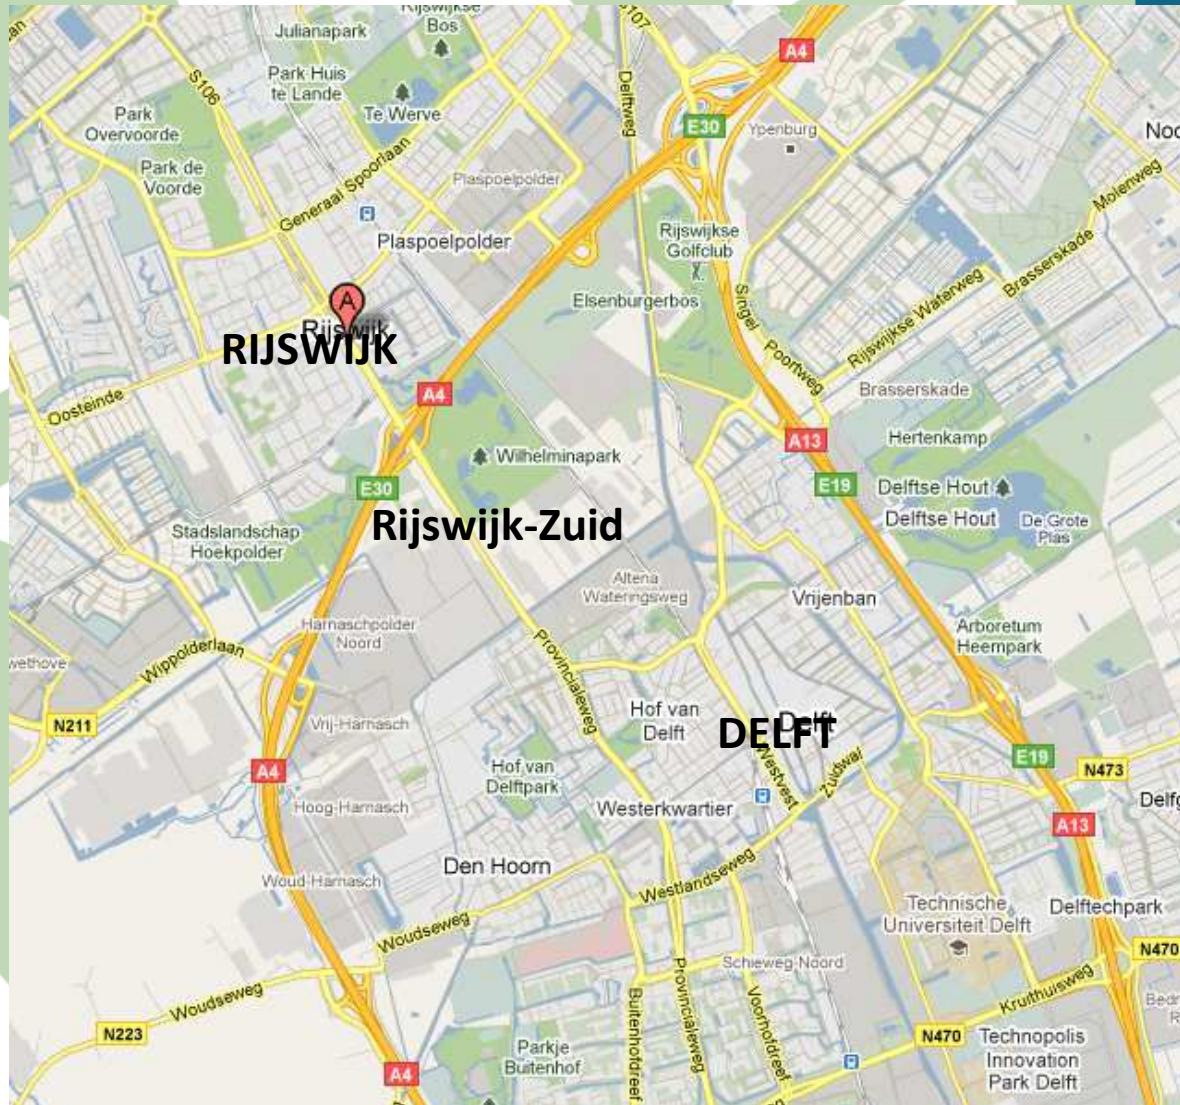 Rijswijkse
Bos
S107
Julianapark
A4
S106
Park Huis
te Lande
Te Werve
Delftweg
Park
Overvoorde
E30
Ypenburg
Park de
Voorde
Generaal Spoorlaan
Plaspoelpolder
Molenweg
Plaspoelpolder
Rijswijkse
Golfclub
Brasserskade
Elsenburgerbos
Singel
Rijswijkse Waterweg
A
Rijswijk
RIJSWIJK
Poortweg
Oosteinde
A4
Brasserskade
A13
Hertenkamp
Wilhelminapark
E30
E19
Delftse Hout
Delftse Hout
De Grote
Plas
Stadslandschap
Hoekpolder
Rijswijk-Zuid
Altena
Wateringsweg
Vrijenban
Harnaschpolder
Noord
Arboretum
Heempark
Wippolderlaan
Provincialeweg
N211
Vrij-Harnasch
Hof van
Delft
DELFT
Delft
Westvest
Zuidwal
E19
N473
A4
Hof van
Delftpark
Hoog-Harnasch
Westerkwartier
A13
Den Hoorn
Woud-Harnasch
Westlandseweg
Technische
Universiteit Delft
Delftechpark
Woudseweg
Schieweg-Noord
N470
Woudseweg
Provincialeweg
Buitenhofdreef
Voorhofdreef
Kruithuisweg
N223
N470
Technopolis
Innovation
Park Delft
Parkje
Buitenhof
A4